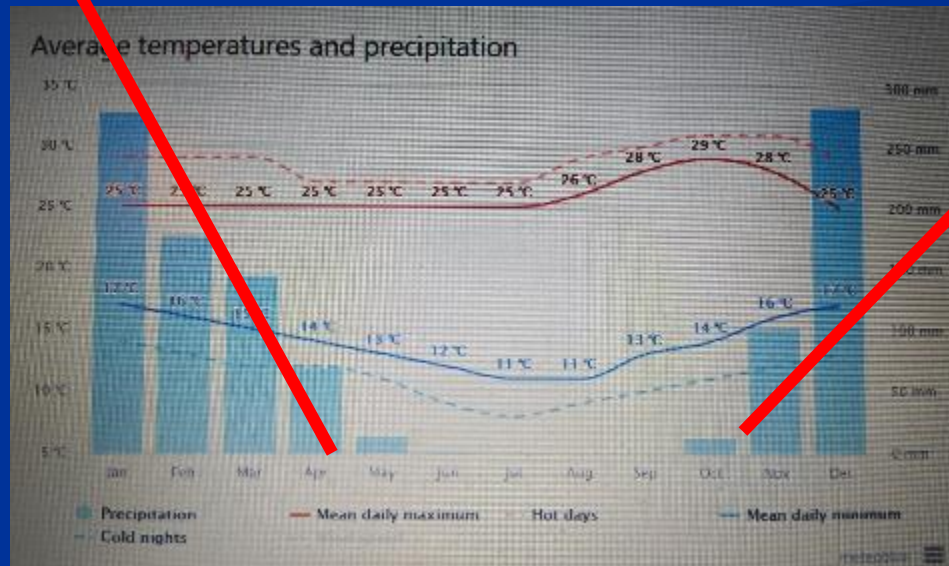 Average temperatures and precipitation
35 °C
300 mm
30 °C
250 mm
25 °C
200 mm
20 °C
15 °C
100 mm
10 °C
50 mm
5 °C
0 mm
25 °C 25 °C 25 °C 25 °C 25 °C 25 °C 26 °C 28 °C 29 °C 28 °C 25 °C
17 °C 16 °C 14 °C 13 °C 12 °C 11 °C 11 °C 13 °C 14 °C 16 °C 17 °C
Jan Feb Mar Apr May Jun Jul Aug Sep Oct Nov Dec
Precipitation Mean daily maximum Hot days Mean daily minimum
Cold nights
meteoblue